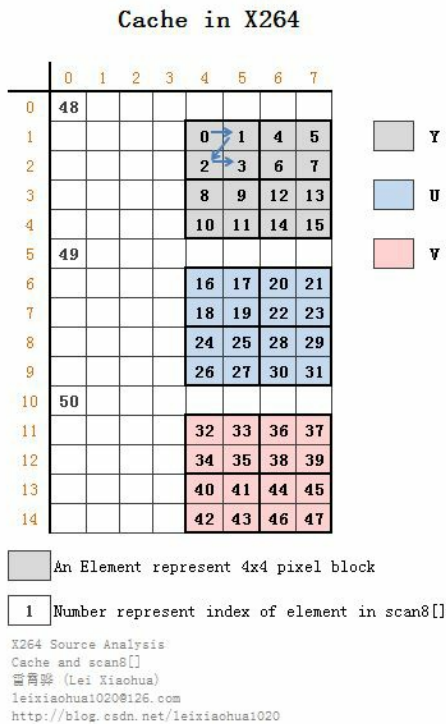 Cache in X264
0 1 2 3 4 5 6 7
0 48
1 0 1 4 5 Y
2 2 3 6 7
3 8 9 12 13 U
4 10 11 14 15
5 49 V
6 16 17 20 21
7 18 19 22 23
8 24 25 28 29
9 26 27 30 31
10 50
11 32 33 36 37
12 34 35 38 39
13 40 41 44 45
14 42 43 46 47
An Element represent 4x4 pixel block
1 Number represent index of element in scan8[]
X264 Source Analysis
Cache and scan8[]
雷霄骅 (Lei Xiaohua)
leixiaohua1020@126.com
http://blog.csdn.net/leixiaohua1020